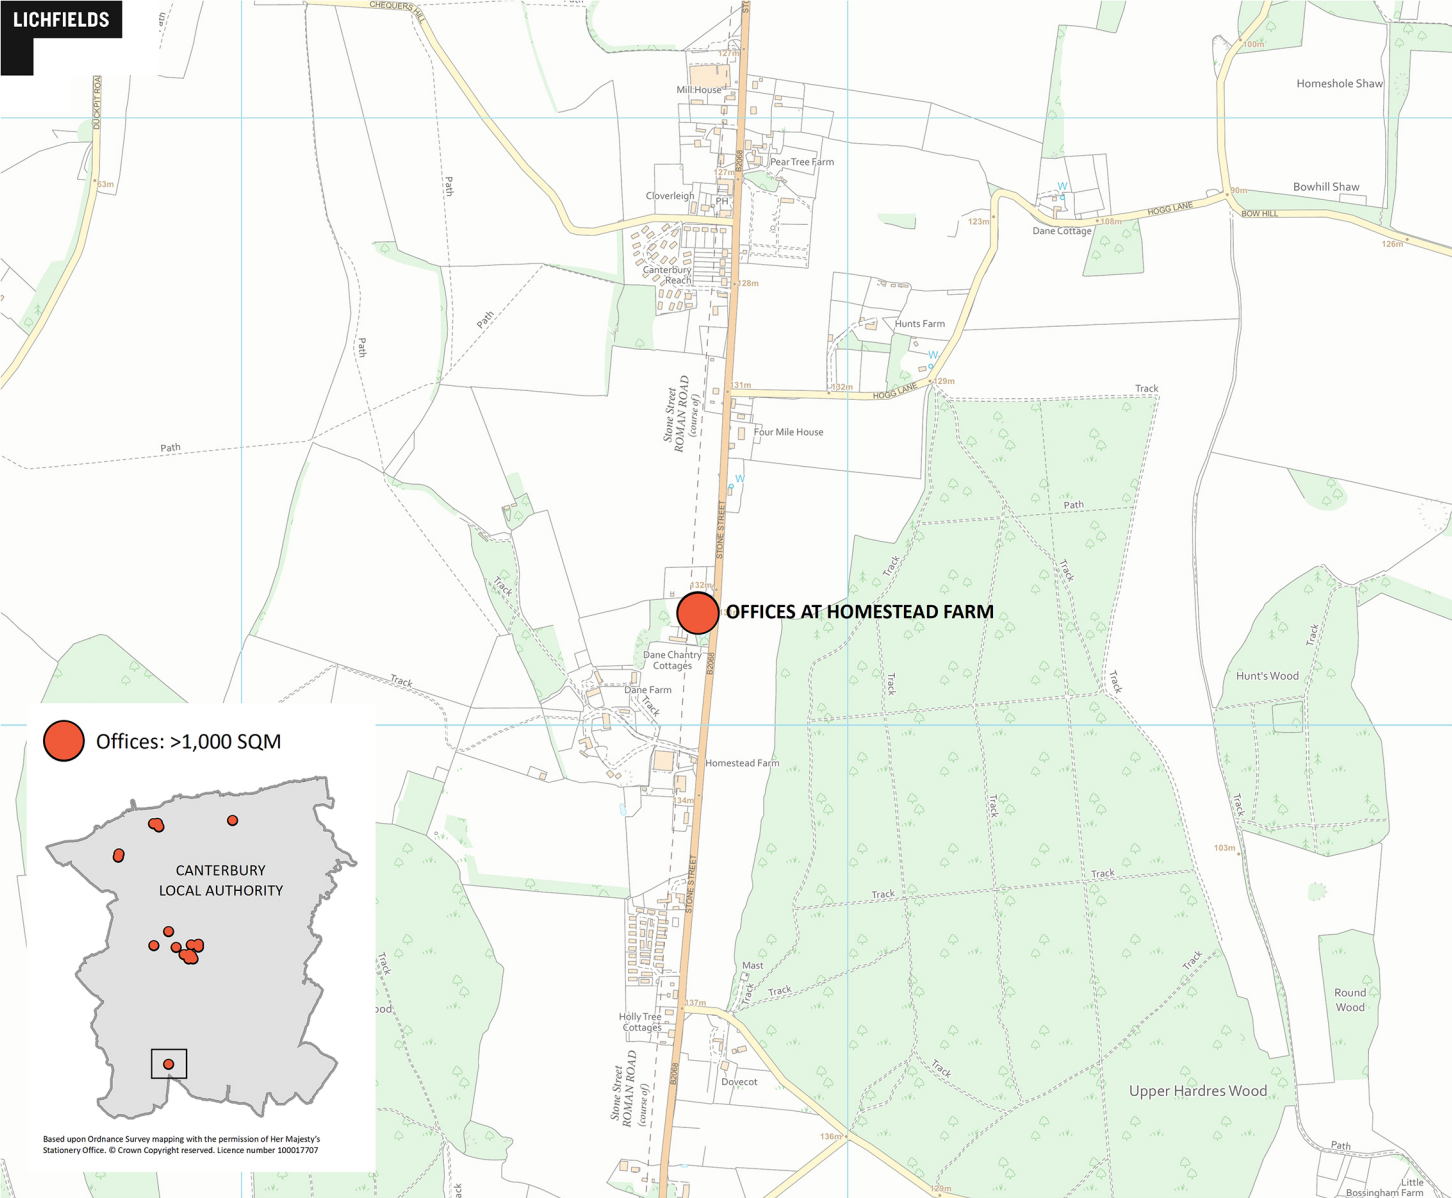 LICHFIELDS
CHEQUERS HILL
DUCKPIT ROA
63m
Path
Path
Path
Path
127m
Mill House
B2068
Pear Tree Farm
127m
Cloverleigh
PH
Canterbury
Reach
128m
100m
Homeshole Shaw
Bowhill Shaw
90m
BOW HILL
126m
W
HOGG LANE
108m
Dane Cottage
123m
Hunts Farm
W
129m
HOGG LANE
132m
131m
Track
Stone Street
ROMAN ROAD
(course of)
Four Mile House
W
STONE STREET
Path
Track
Track
Track
132m
OFFICES AT HOMESTEAD FARM
Dane Chantry
Cottages
B2068
Dane Farm
Track
Track
Track
Track
Track
Hunt's Wood
Homestead Farm
134m
Track
Track
103m
STONE STREET
Track
Track
Mast
Track
Track
Track
137m
Holly Tree
Cottages
Round
Wood
Track
ood
Stone Street
ROMAN ROAD
(course of)
B2068
Dovecot
Track
Upper Hardres Wood
136m
129m
Path
Little
Bossingham Farm
ack
Offices: >1,000 SQM
CANTERBURY
LOCAL AUTHORITY
Based upon Ordnance Survey mapping with the permission of Her Majesty's
Stationery Office. © Crown Copyright reserved. Licence number 100017707